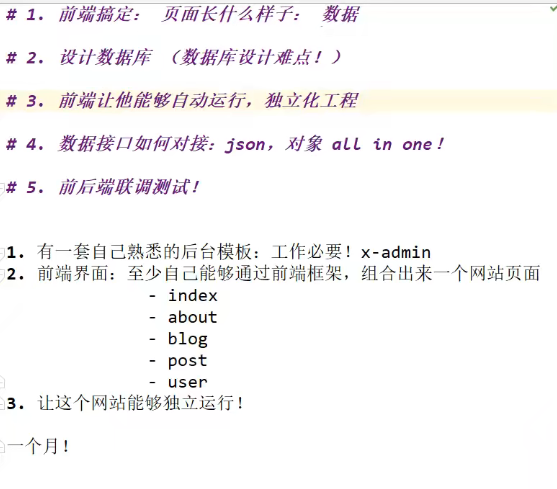 # 1. 前端搞定： 页面长什么样子： 数据
# 2. 设计数据库 （数据库设计难点！）
# 3. 前端让他能够自动运行，独立化工程
# 4. 数据接口如何对接：json，对象 all in one！
# 5. 前后端联调测试！
1. 有一套自己熟悉的后台模板：工作必要！x-admin
2. 前端界面：至少自己能够通过前端框架，组合出来一个网站页面
- index
- about
- blog
- post
- user
3. 让这个网站能够独立运行！
一个月！